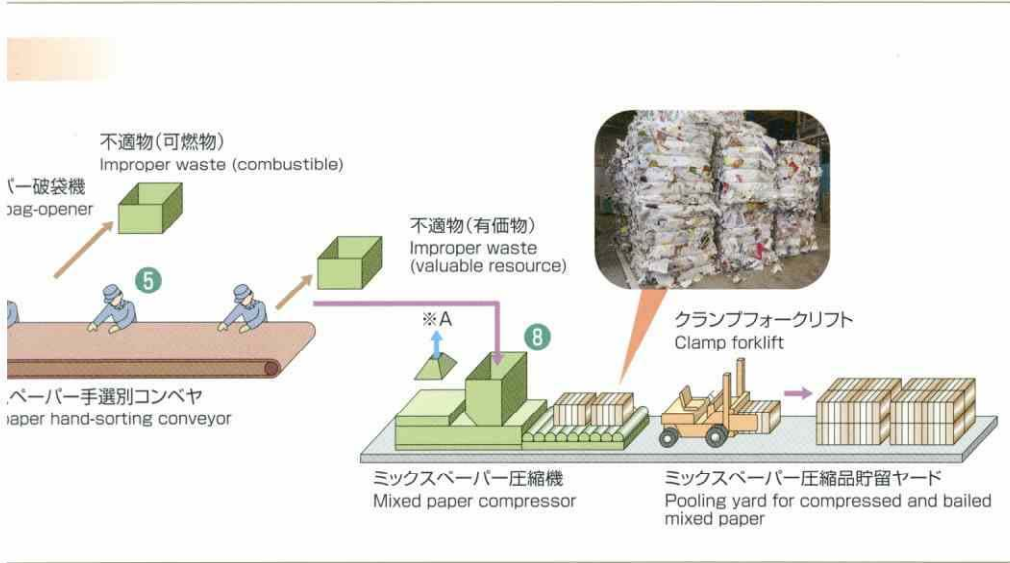 不適物(可燃物)
Improper waste (combustible)
パー破袋機
bag-opener
不適物(有価物)
Improper waste
(valuable resource)
5
※A
8
クランプフォークリフト
Clamp forklift
ペーパー手選別コンベヤ
paper hand-sorting conveyor
ミックスペーパー圧縮機
Mixed paper compressor
ミックスペーパー圧縮品貯留ヤード
Pooling yard for compressed and bailed
mixed paper